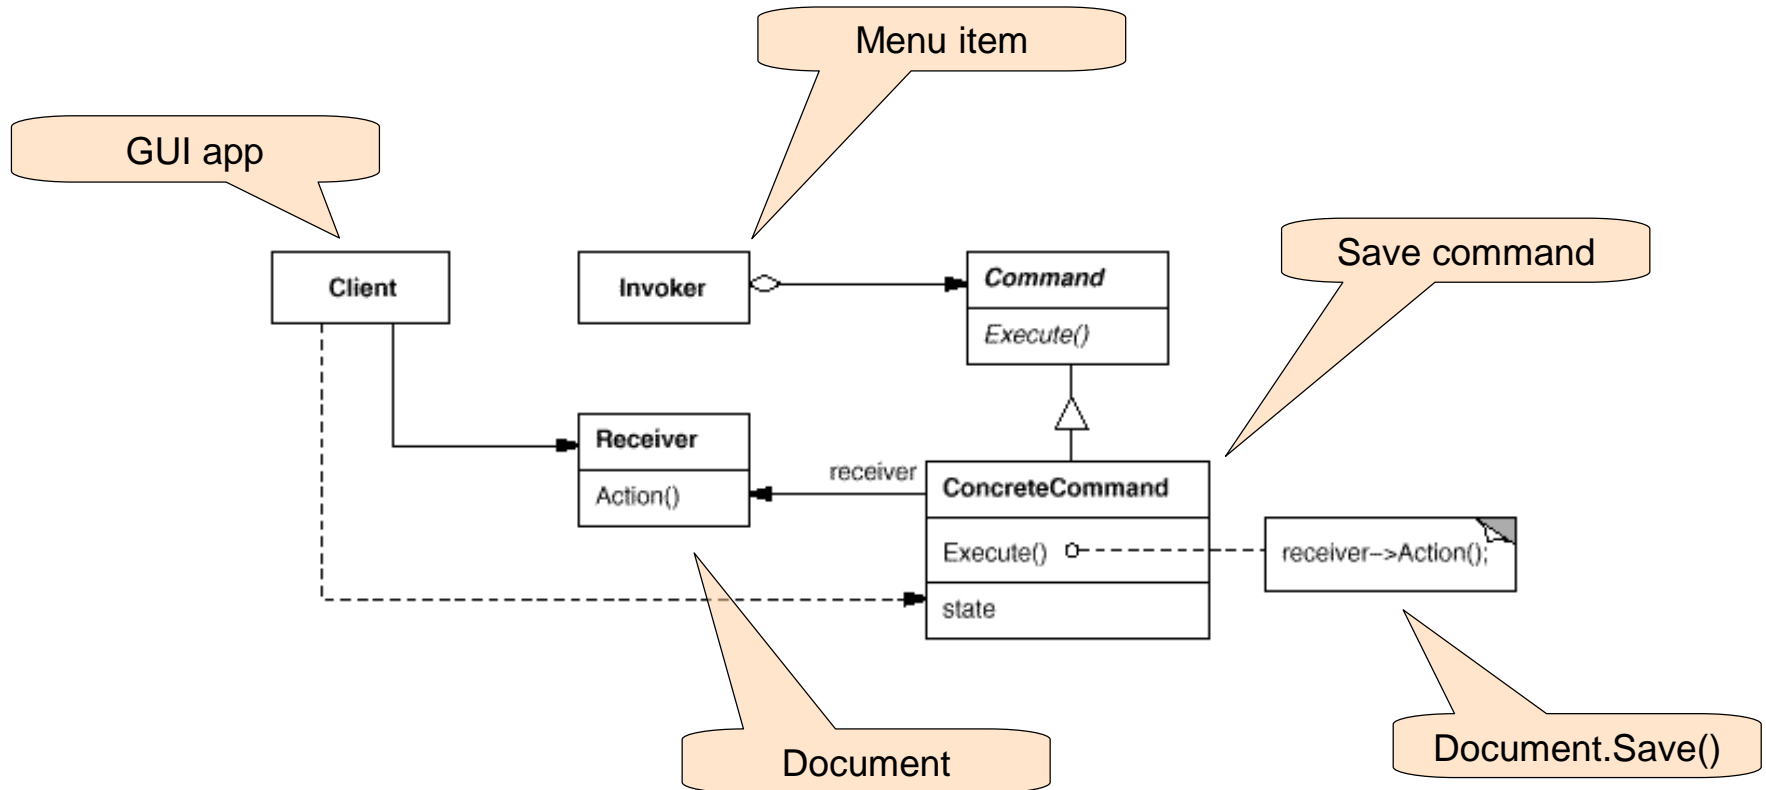 Menu item
GUI app
Save command
Client
Invoker
Command
Execute()
Receiver
Action()
receiver
ConcreteCommand
Execute()
receiver–>Action();
state
Document
Document.Save()